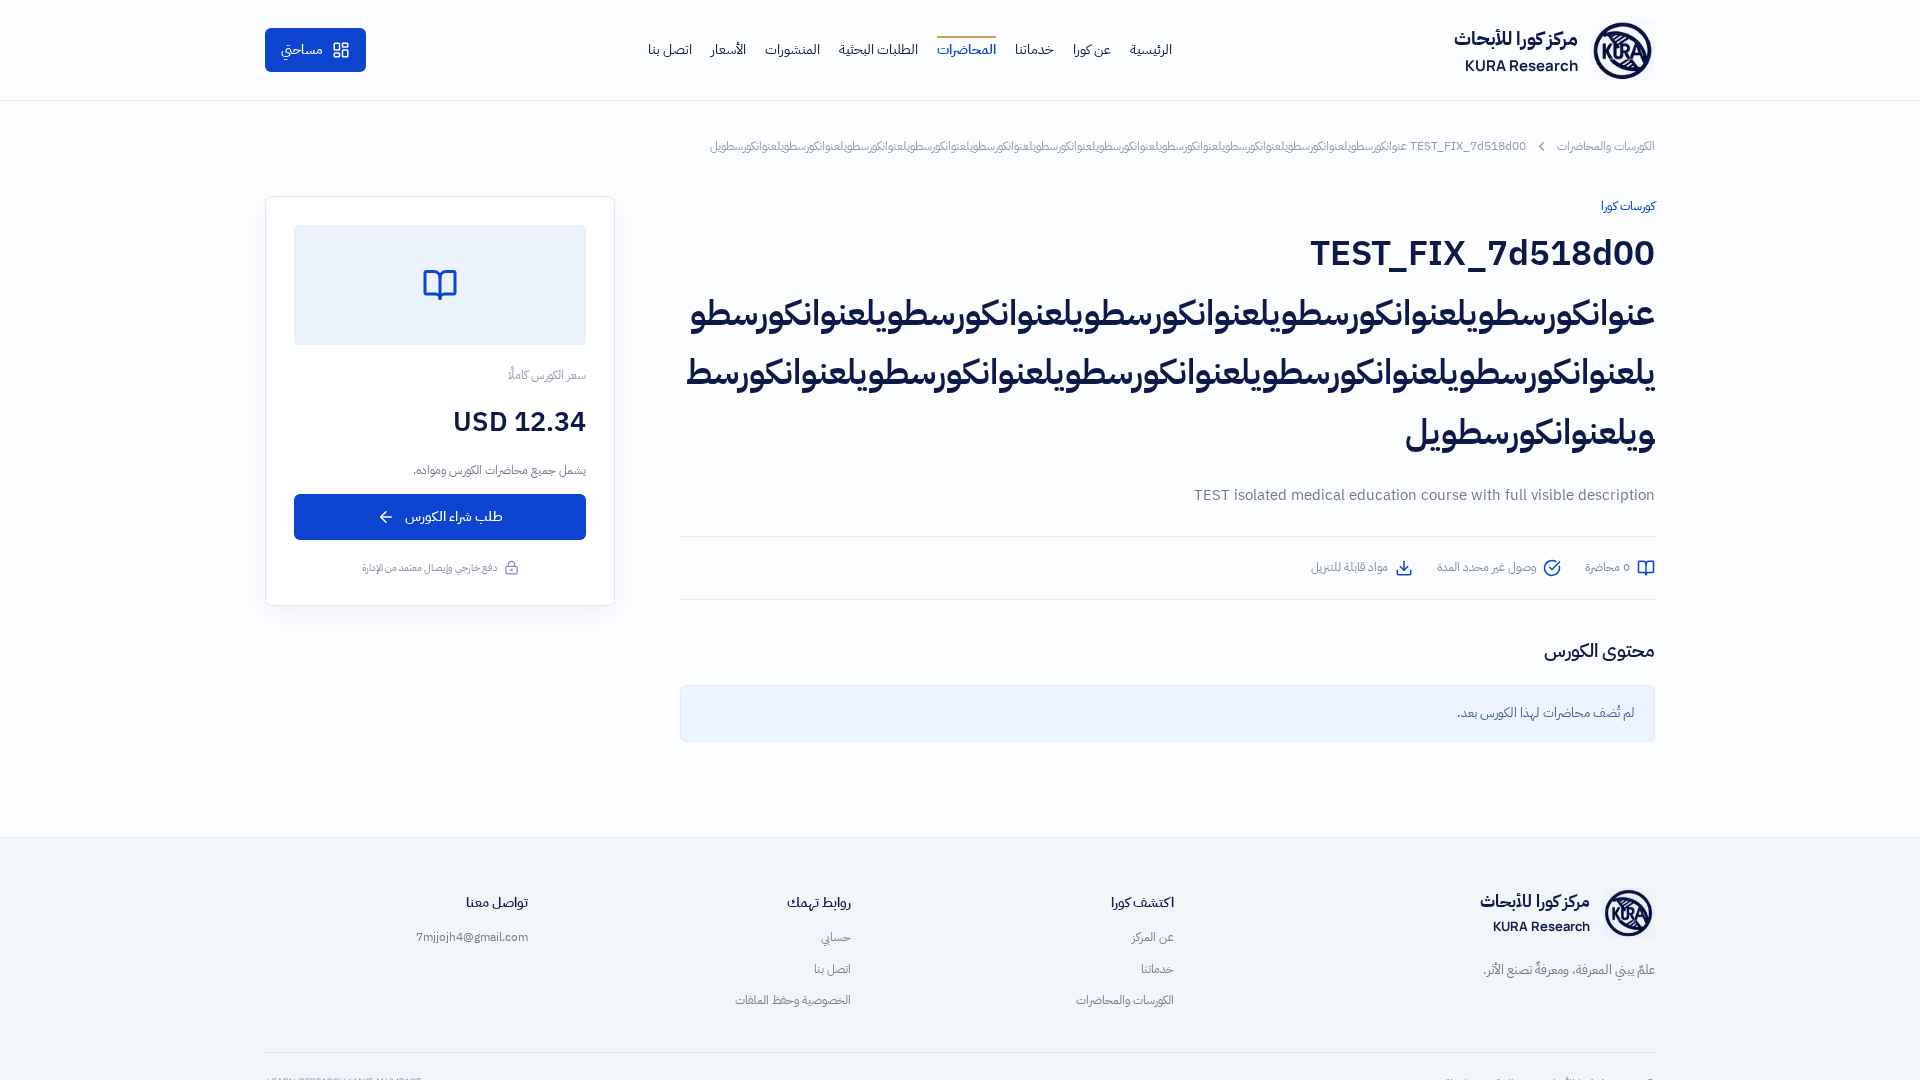 مركز كورا للأبحاث
KURA Research
الرئيسية
عن كورا
خدماتنا
المحاضرات
الطلبات البحثية
المنشورات
الأسعار
اتصل بنا
مساحتي
الكورسات والمحاضرات
TEST_FIX_7d518d00 عنوانكورسطويلعنوانكورسطويلعنوانكورسطويلعنوانكورسطويلعنوانكورسطويلعنوانكورسطويلعنوانكورسطويلعنوانكورسطويلعنوانكورسطويل
كورسات كورا
TEST_FIX_7d518d00
عنوانكورسطويلعنوانكورسطويلعنوانكورسطويلعنوانكورسطويلعنوانكورسطو
يلعنوانكورسطويلعنوانكورسطويلعنوانكورسطويلعنوانكورسطويلعنوانكورسط
ويلعنوانكورسطويل
TEST isolated medical education course with full visible description
0 محاضرة
وصول غير محدد المدة
مواد قابلة للتنزيل
محتوى الكورس
لم تُضف محاضرات لهذا الكورس بعد.
سعر الكورس كاملًا
USD 12.34
يشمل جميع محاضرات الكورس ومواده.
طلب شراء الكورس
دفع خارجي وإيصال معتمد من الإدارة
مركز كورا للأبحاث
KURA Research
علمٌ يبني المعرفة، ومعرفةٌ تصنع الأثر.
اكتشف كورا
عن المركز
خدماتنا
الكورسات والمحاضرات
روابط تهمك
حسابي
اتصل بنا
الخصوصية وحفظ الملفات
تواصل معنا
7mjjojh4@gmail.com